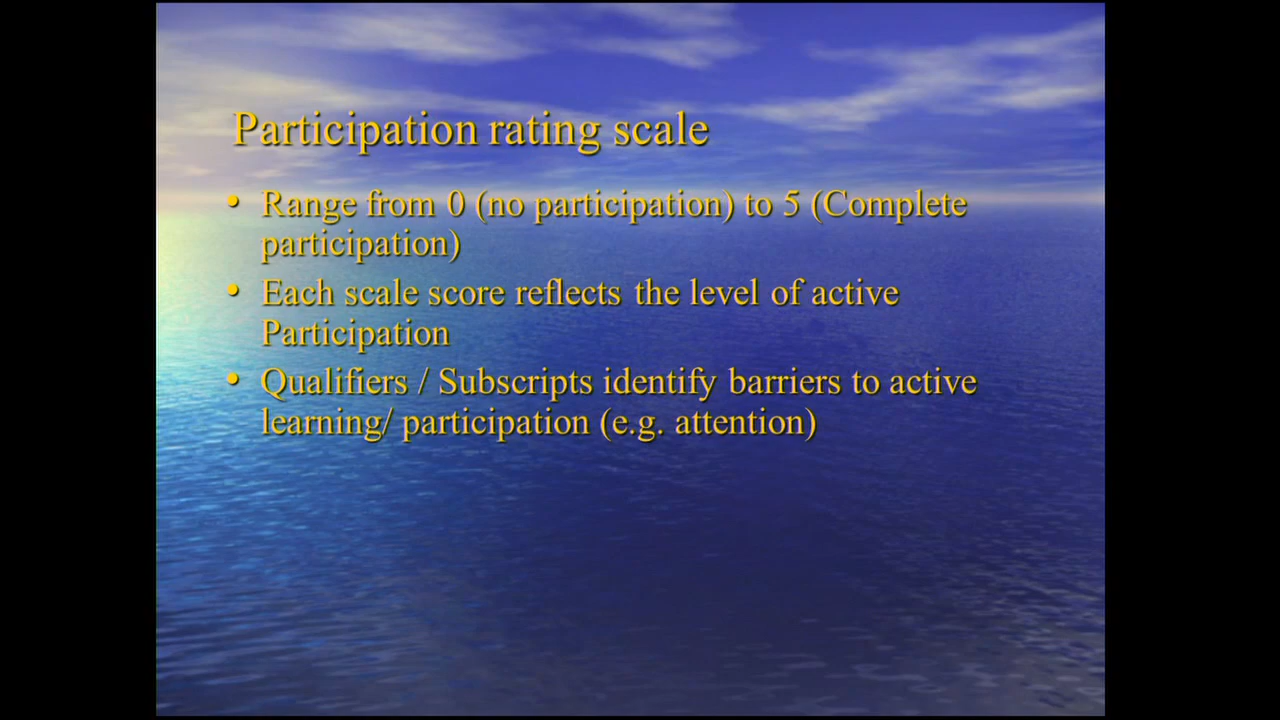 Participation rating scale
• Range from 0 (no participation) to 5 (Complete
participation)
• Each scale score reflects the level of active
Participation
• Qualifiers / Subscripts identify barriers to active
learning/ participation (e.g. attention)